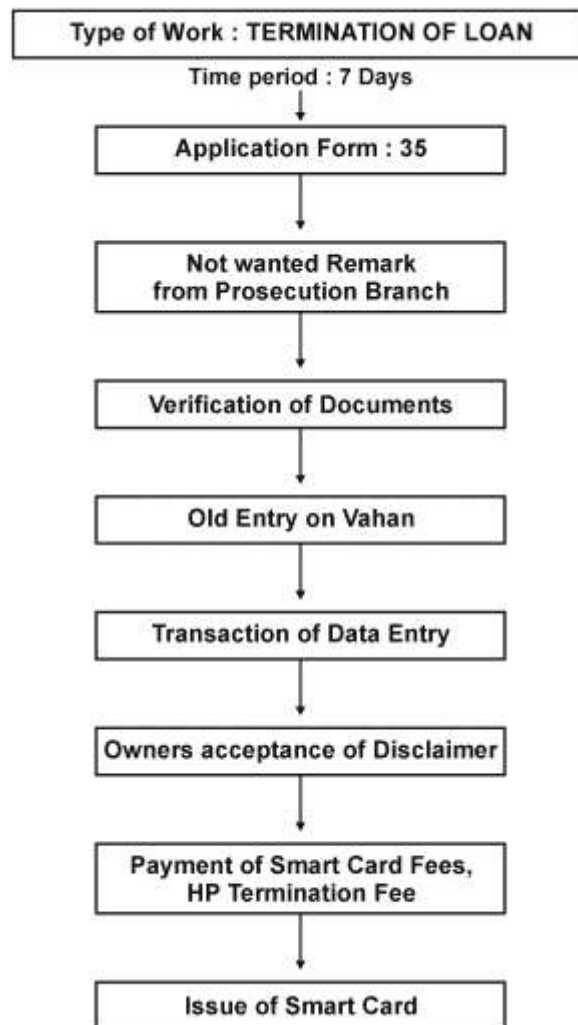 Type of Work : TERMINATION OF LOAN
Time period : 7 Days
Application Form : 35
Not wanted Remark
from Prosecution Branch
Verification of Documents
Old Entry on Vahan
Transaction of Data Entry
Owners acceptance of Disclaimer
Payment of Smart Card Fees,
HP Termination Fee
Issue of Smart Card